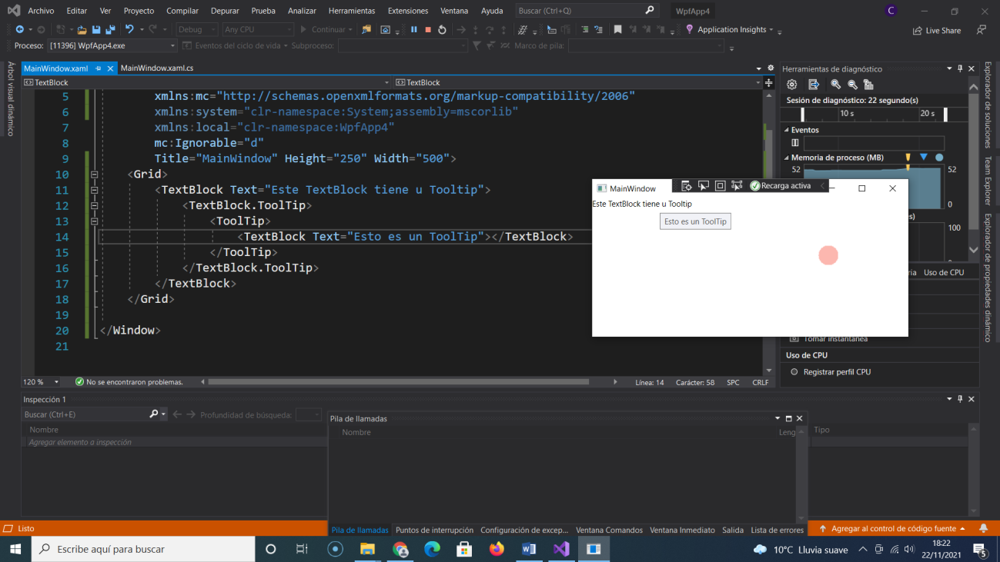 Archivo Editar Ver Proyecto Compilar Depurar Prueba Analizar Herramientas Extensiones Ventana Ayuda Buscar (Ctrl+Q) WpfApp4 C
Debug Any CPU Continuar Application Insights Live Share
Proceso: [11396] WpfApp4.exe Eventos del ciclo de vida Subproceso: Marco de pila:
Árbol visual dinámico
MainWindow.xaml MainWindow.xaml.cs
TextBlock TextBlock
5 xmlns:mc="http://schemas.openxmlformats.org/markup-compatibility/2006"
6 xmlns:system="clr-namespace:System;assembly=mscorlib"
7 xmlns:local="clr-namespace:WpfApp4"
8 mc:Ignorable="d"
9 Title="MainWindow" Height="250" Width="500">
10 <Grid>
11 <TextBlock Text="Este TextBlock tiene u Tooltip">
12 <TextBlock.ToolTip>
13 <ToolTip>
14 <TextBlock Text="Esto es un ToolTip"></TextBlock>
15 </ToolTip>
16 </TextBlock.ToolTip>
17 </TextBlock>
18 </Grid>
19
20 </Window>
21
120 % No se encontraron problemas. Línea: 14 Carácter: 58 SPC CRLF
MainWindow Recarga activa
Este TextBlock tiene u Tooltip
Esto es un ToolTip
Herramientas de diagnóstico
Sesión de diagnóstico: 22 segundo(s)
10 s 20 s
Eventos
Memoria de proceso (MB)
52 52
0
100
Uso de CPU
Tomar instantánea
Uso de CPU
Registrar perfil CPU
Explorador de soluciones
Team Explorer
Explorador de propiedades dinámico
Inspección 1
Buscar (Ctrl+E) Profundidad de búsqueda:
Nombre Tipo
Agregar elemento a inspección
Pila de llamadas
Nombre Leng
Pila de llamadas Puntos de interrupción Configuración de excep... Ventana Comandos Ventana Inmediato Salida Lista de errores
Listo Agregar al control de código fuente
Escribe aquí para buscar 10°C Lluvia suave 18:22
22/11/2021 5